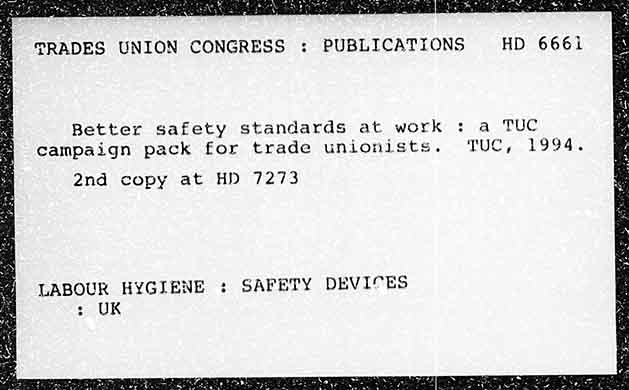 TRADES UNION CONGRESS : PUBLICATIONS HD 6661
Better safety standards at work : a TUC
campaign pack for trade unionists. TUC, 1994.
2nd copy at HD 7273
LABOUR HYGIENE : SAFETY DEVICES
: UK